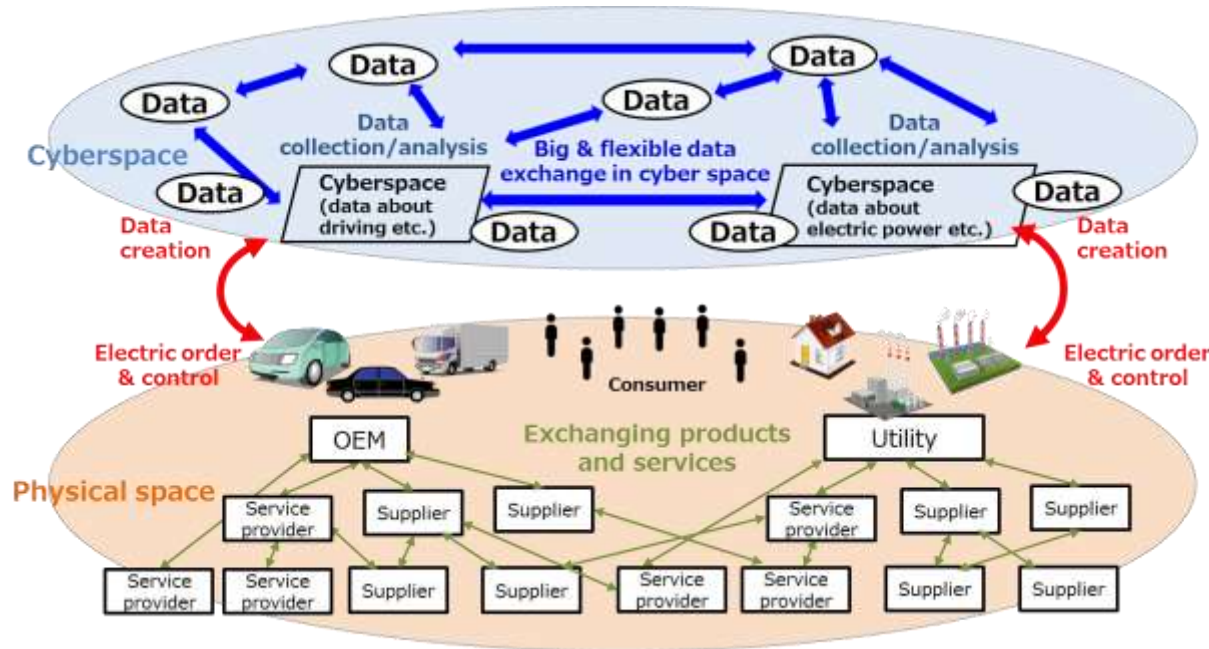 Data
Data
Data
Data
Data
collection/analysis
Data
collection/analysis
Cyberspace
Big & flexible data
exchange in cyber space
Data
Cyberspace
(data about
driving etc.)
Data
Data
Cyberspace
(data about
electric power etc.)
Data
Data
creation
Data
creation
Electric order
& control
Consumer
Electric order
& control
OEM
Exchanging products
and services
Utility
Physical space
Service
provider
Supplier
Supplier
Service
provider
Supplier
Supplier
Service
provider
Service
provider
Supplier
Supplier
Service
provider
Service
provider
Supplier
Supplier